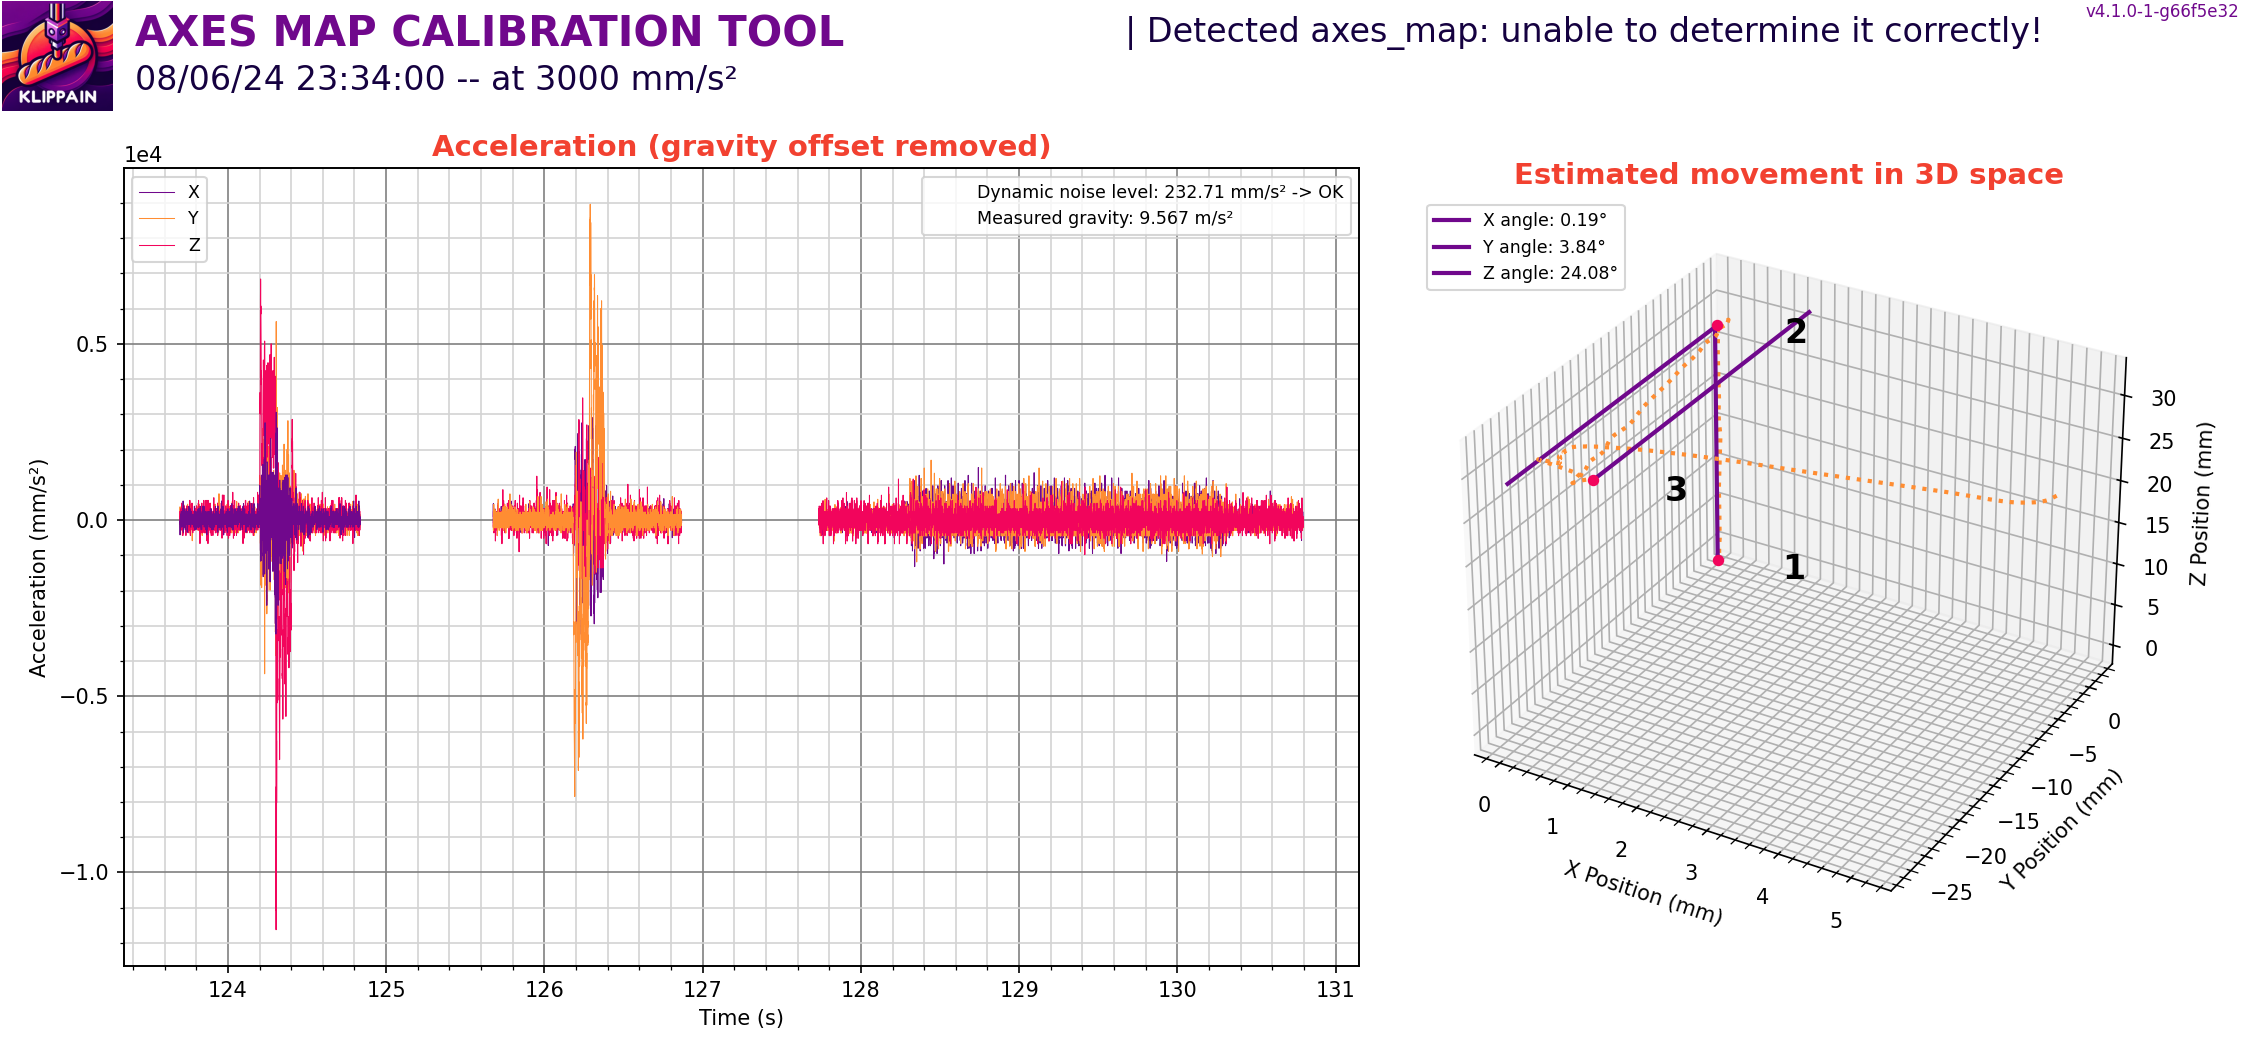 KLIPPAIN
AXES MAP CALIBRATION TOOL
08/06/24 23:34:00 -- at 3000 mm/s²
| Detected axes_map: unable to determine it correctly!
v4.1.0-1-g66f5e32
Acceleration (gravity offset removed)
1e4
X
Y
Z
Dynamic noise level: 232.71 mm/s² -> OK
Measured gravity: 9.567 m/s²
Acceleration (mm/s²)
0.5
0.0
−0.5
−1.0
124 125 126 127 128 129 130 131
Time (s)
Estimated movement in 3D space
X angle: 0.19°
Y angle: 3.84°
Z angle: 24.08°
2
3
1
30
25
20
15
10
5
0
Z Position (mm)
0
−5
−10
−15
−20
−25
Y Position (mm)
0
1
2
3
4
5
X Position (mm)